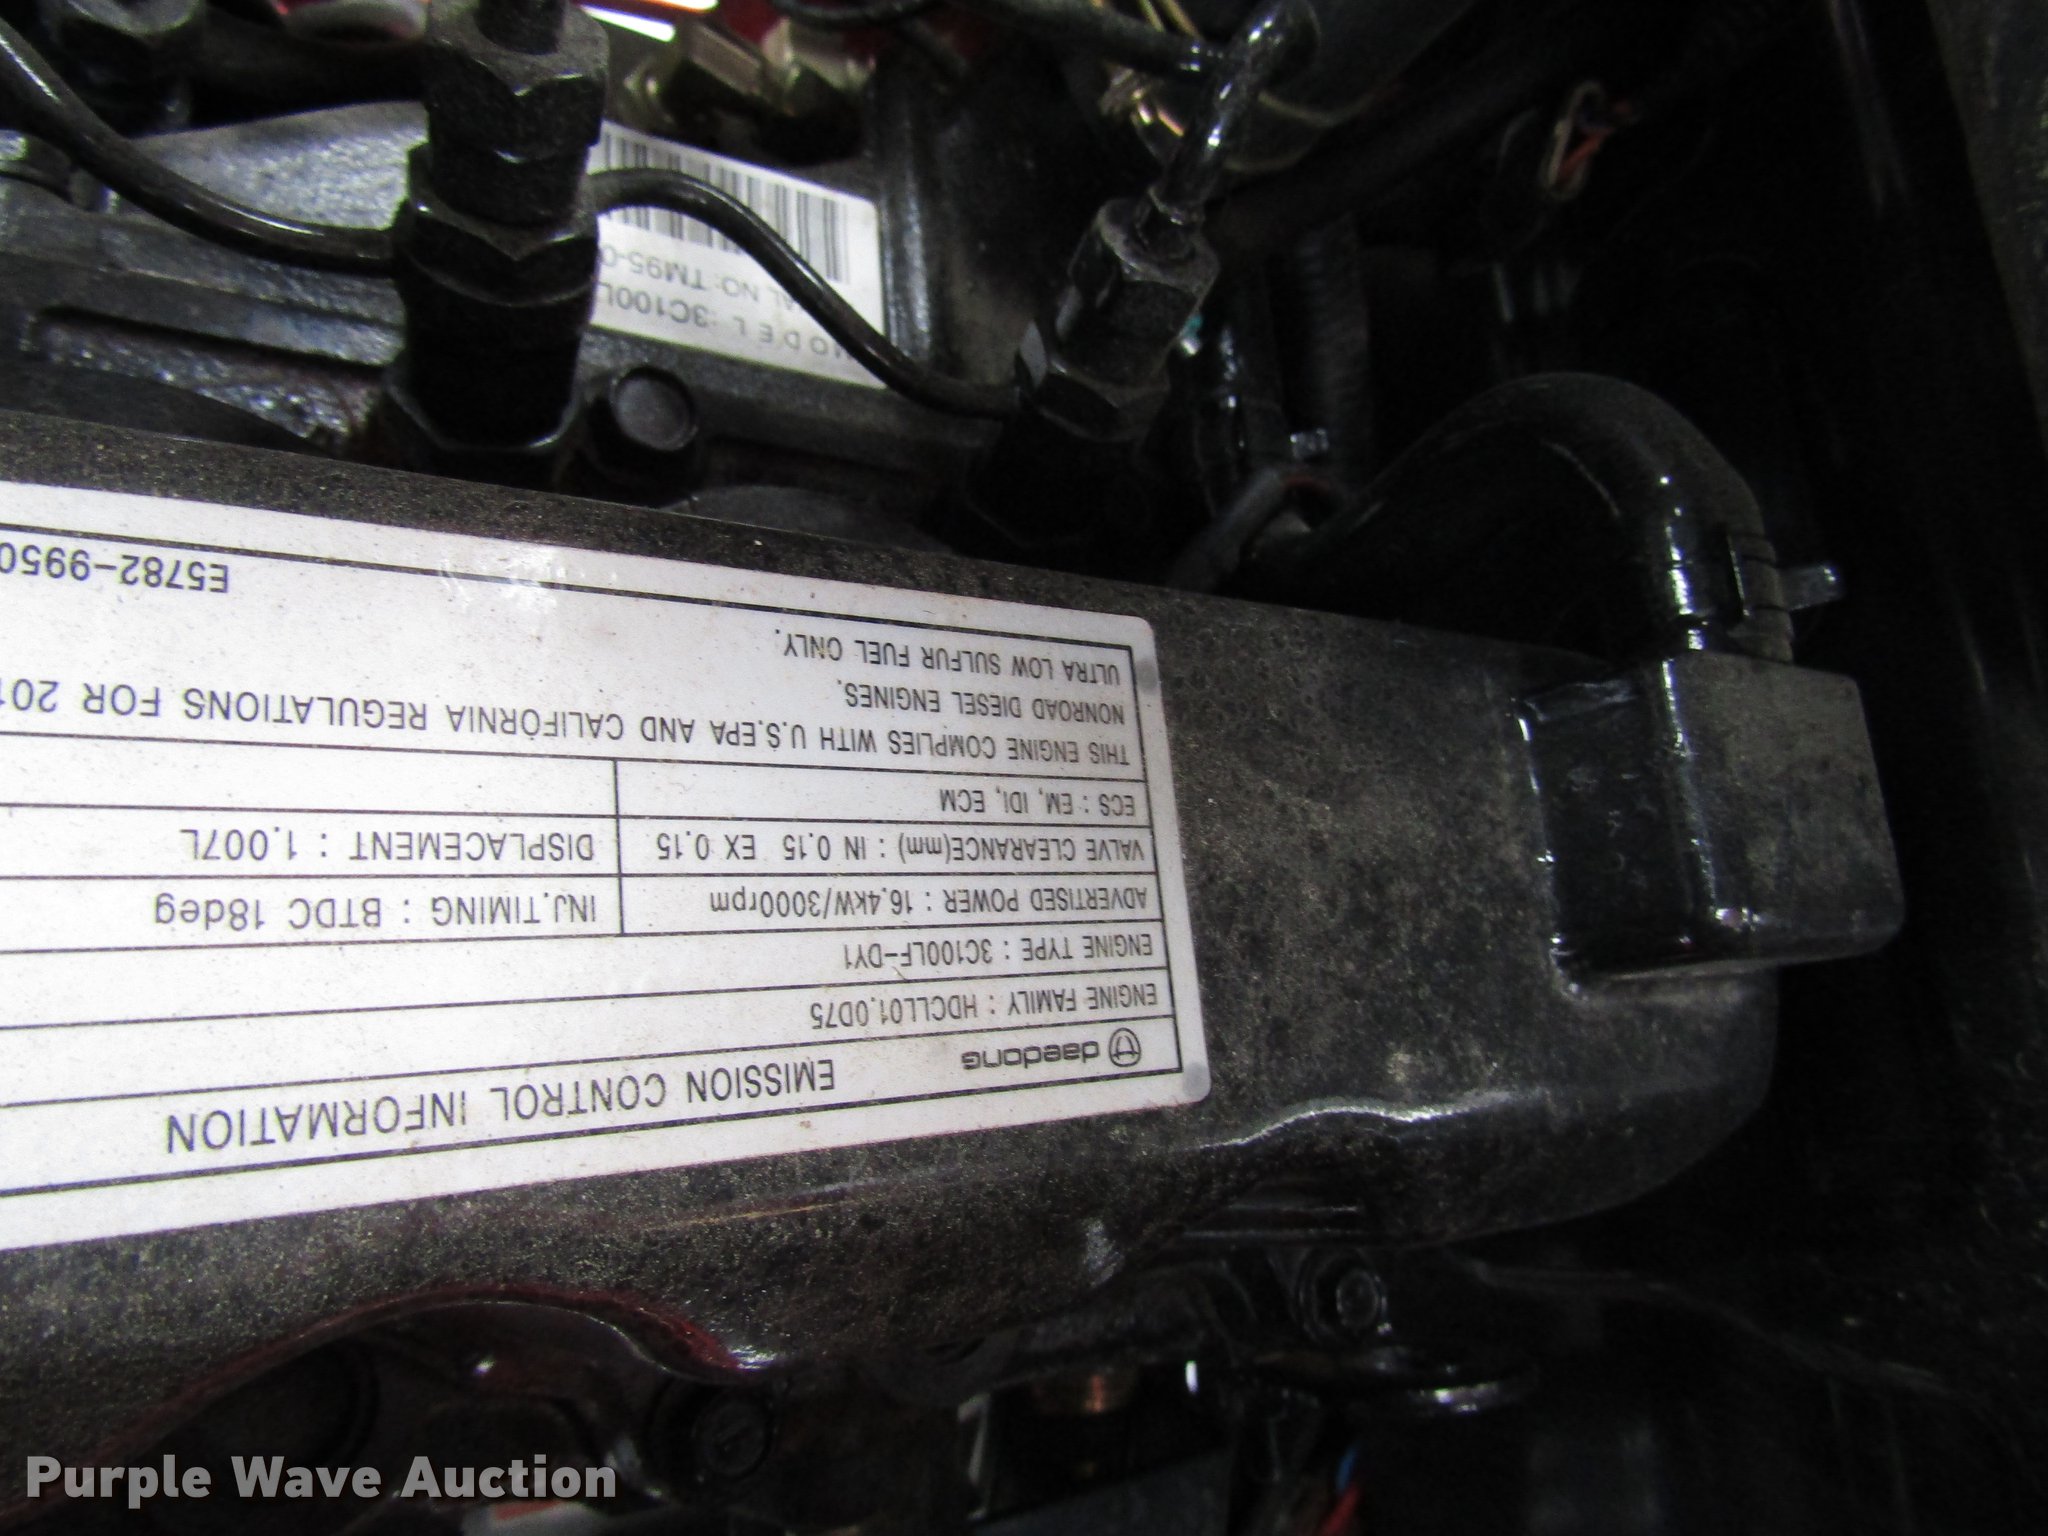 EMISSION CONTROL INFORMATION
daedong
ENGINE FAMILY : HDCLL01.0D75
ENGINE TYPE : 3C100LF-DY1
ADVERTISED POWER : 16.4kW/3000rpm
INJ.TIMING : BTDC 18deg
VALVE CLEARANCE(mm) : IN 0.15 EX 0.15
DISPLACEMENT : 1.007L
ECS : EM, IDI, ECM
THIS ENGINE COMPLIES WITH U.S.EPA AND CALIFORNIA REGULATIONS FOR 201
NONROAD DIESEL ENGINES.
ULTRA LOW SULFUR FUEL ONLY.
E5782-9950
MODEL :3C100L
AL NO: TM95-0
Purple Wave Auction